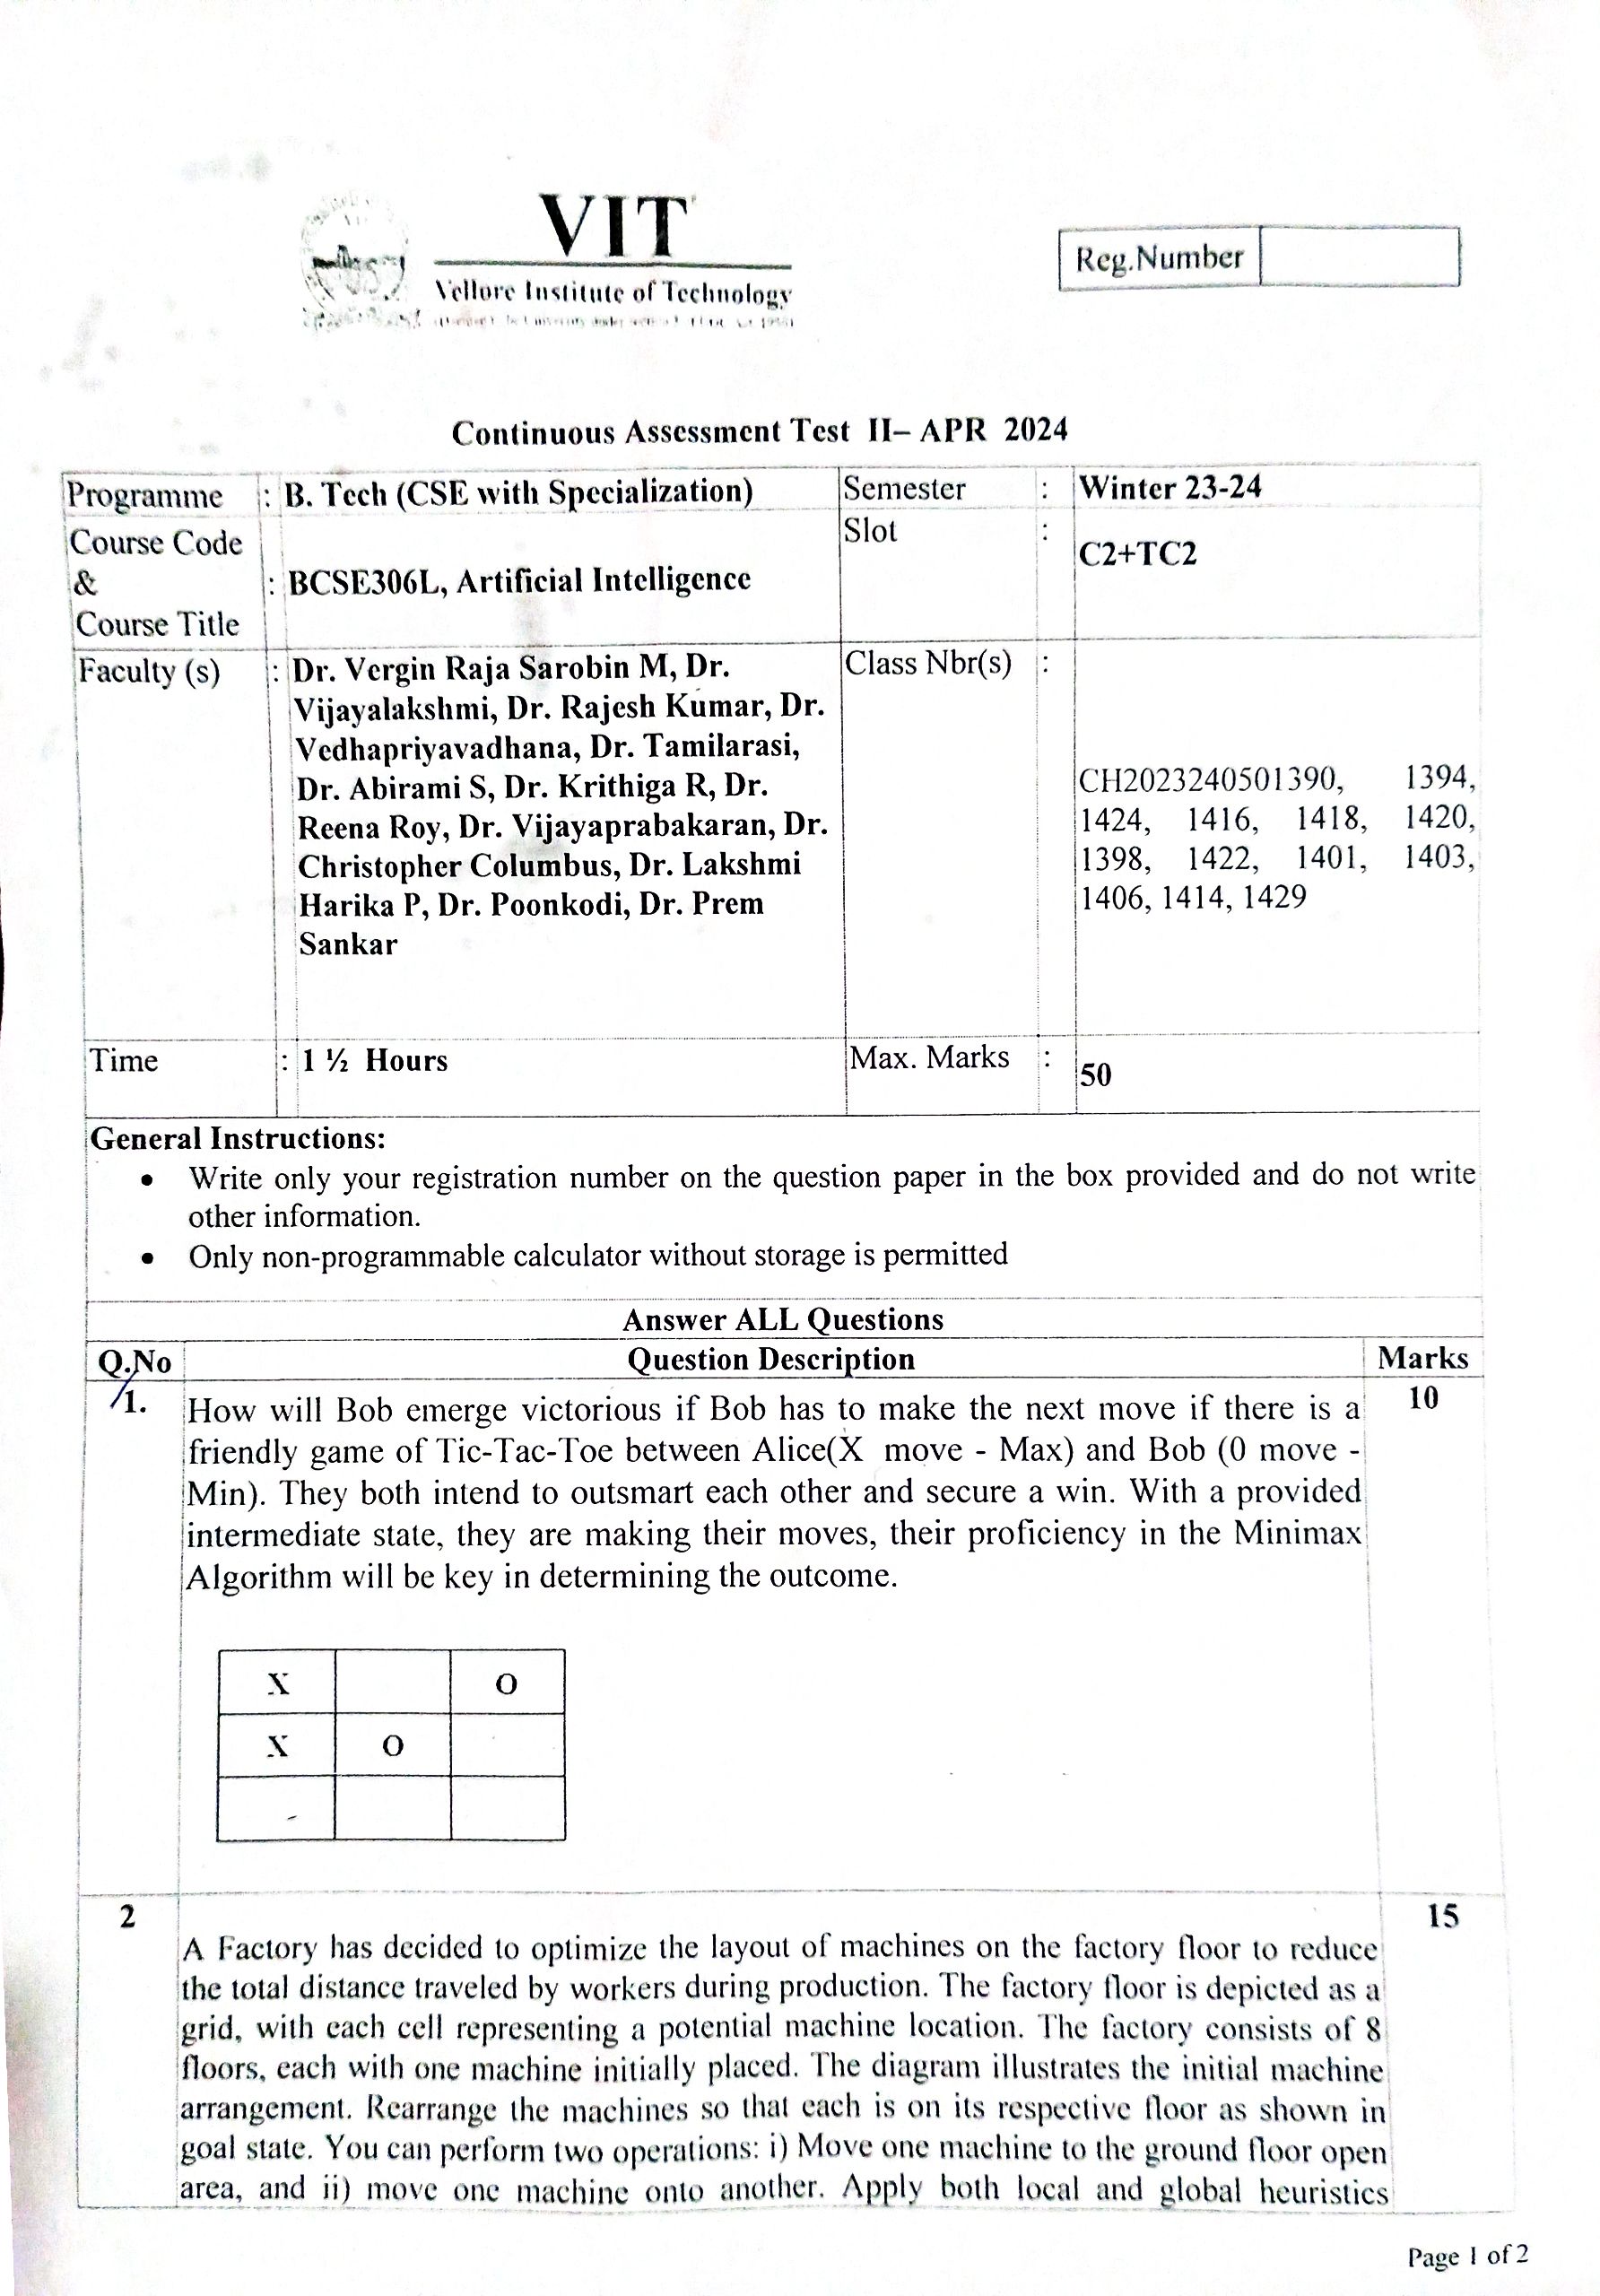 VIT
Vellore Institute of Technology
Reg.Number
Continuous Assessment Test II– APR 2024
Programme : B. Tech (CSE with Specialization) Semester : Winter 23-24
Course Code & Course Title : BCSE306L, Artificial Intelligence Slot : C2+TC2
Faculty (s) : Dr. Vergin Raja Sarobin M, Dr.
Vijayalakshmi, Dr. Rajesh Kumar, Dr.
Vedhapriyavadhana, Dr. Tamilarasi,
Dr. Abirami S, Dr. Krithiga R, Dr.
Reena Roy, Dr. Vijayaprabakaran, Dr.
Christopher Columbus, Dr. Lakshmi
Harika P, Dr. Poonkodi, Dr. Prem
Sankar
Class Nbr(s) :
CH2023240501390, 1394,
1424, 1416, 1418, 1420,
1398, 1422, 1401, 1403,
1406, 1414, 1429
Time : 1 ½ Hours Max. Marks : 50
General Instructions:
• Write only your registration number on the question paper in the box provided and do not write
other information.
• Only non-programmable calculator without storage is permitted
Answer ALL Questions
Q.No Question Description Marks
1. How will Bob emerge victorious if Bob has to make the next move if there is a 10
friendly game of Tic-Tac-Toe between Alice(X move - Max) and Bob (0 move -
Min). They both intend to outsmart each other and secure a win. With a provided
intermediate state, they are making their moves, their proficiency in the Minimax
Algorithm will be key in determining the outcome.
X O
X O
2 15
A Factory has decided to optimize the layout of machines on the factory floor to reduce
the total distance traveled by workers during production. The factory floor is depicted as a
grid, with each cell representing a potential machine location. The factory consists of 8
floors, each with one machine initially placed. The diagram illustrates the initial machine
arrangement. Rearrange the machines so that each is on its respective floor as shown in
goal state. You can perform two operations: i) Move one machine to the ground floor open
area, and ii) move one machine onto another. Apply both local and global heuristics
Page 1 of 2